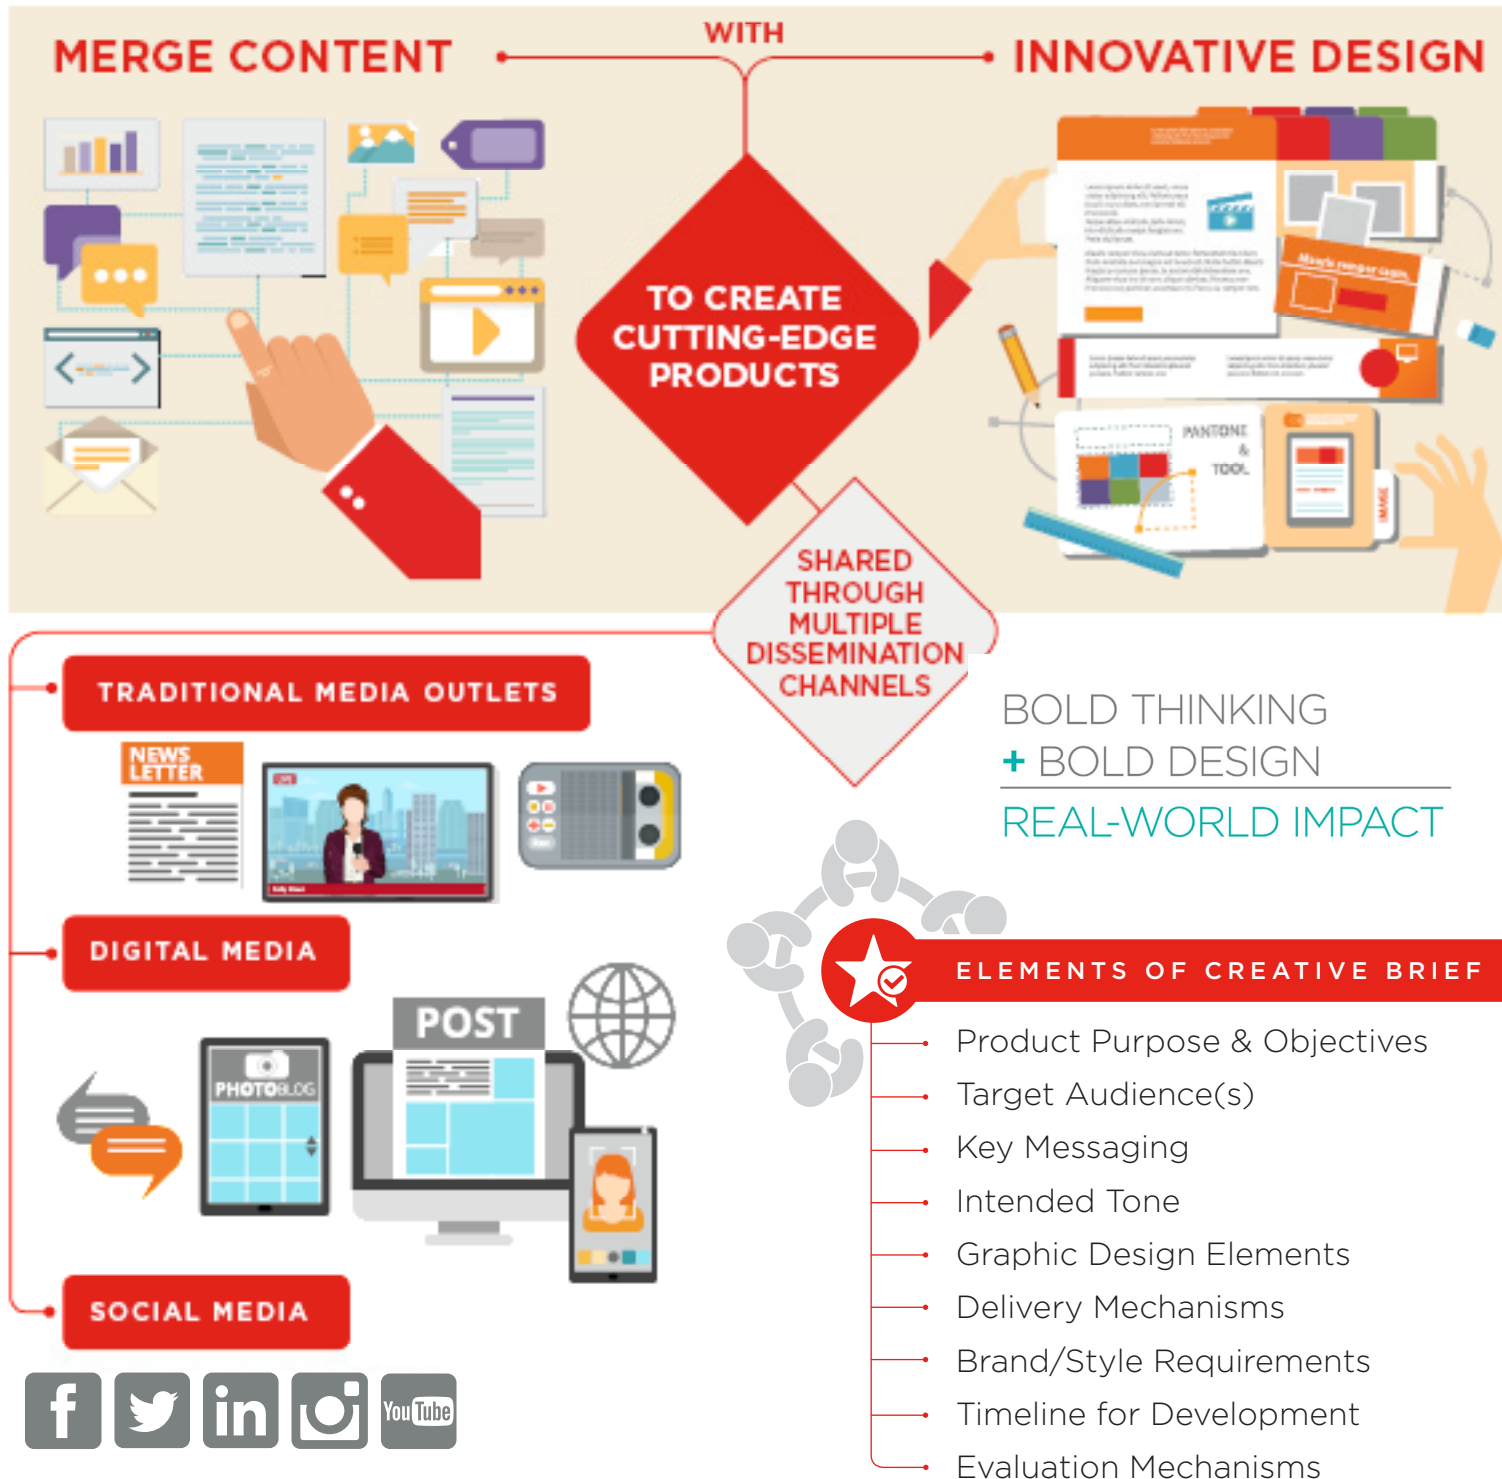 MERGE CONTENT
WITH
INNOVATIVE DESIGN
TO CREATE
CUTTING-EDGE
PRODUCTS
PANTONE
&
TOOL
IMAGE
SHARED
THROUGH
MULTIPLE
DISSEMINATION
CHANNELS
TRADITIONAL MEDIA OUTLETS
NEWS
LETTER
LIVE
BOLD THINKING
+ BOLD DESIGN
REAL-WORLD IMPACT
DIGITAL MEDIA
POST
PHOTOBLOG
SOCIAL MEDIA
f
in
YouTube
ELEMENTS OF CREATIVE BRIEF
Product Purpose & Objectives
Target Audience(s)
Key Messaging
Intended Tone
Graphic Design Elements
Delivery Mechanisms
Brand/Style Requirements
Timeline for Development
Evaluation Mechanisms